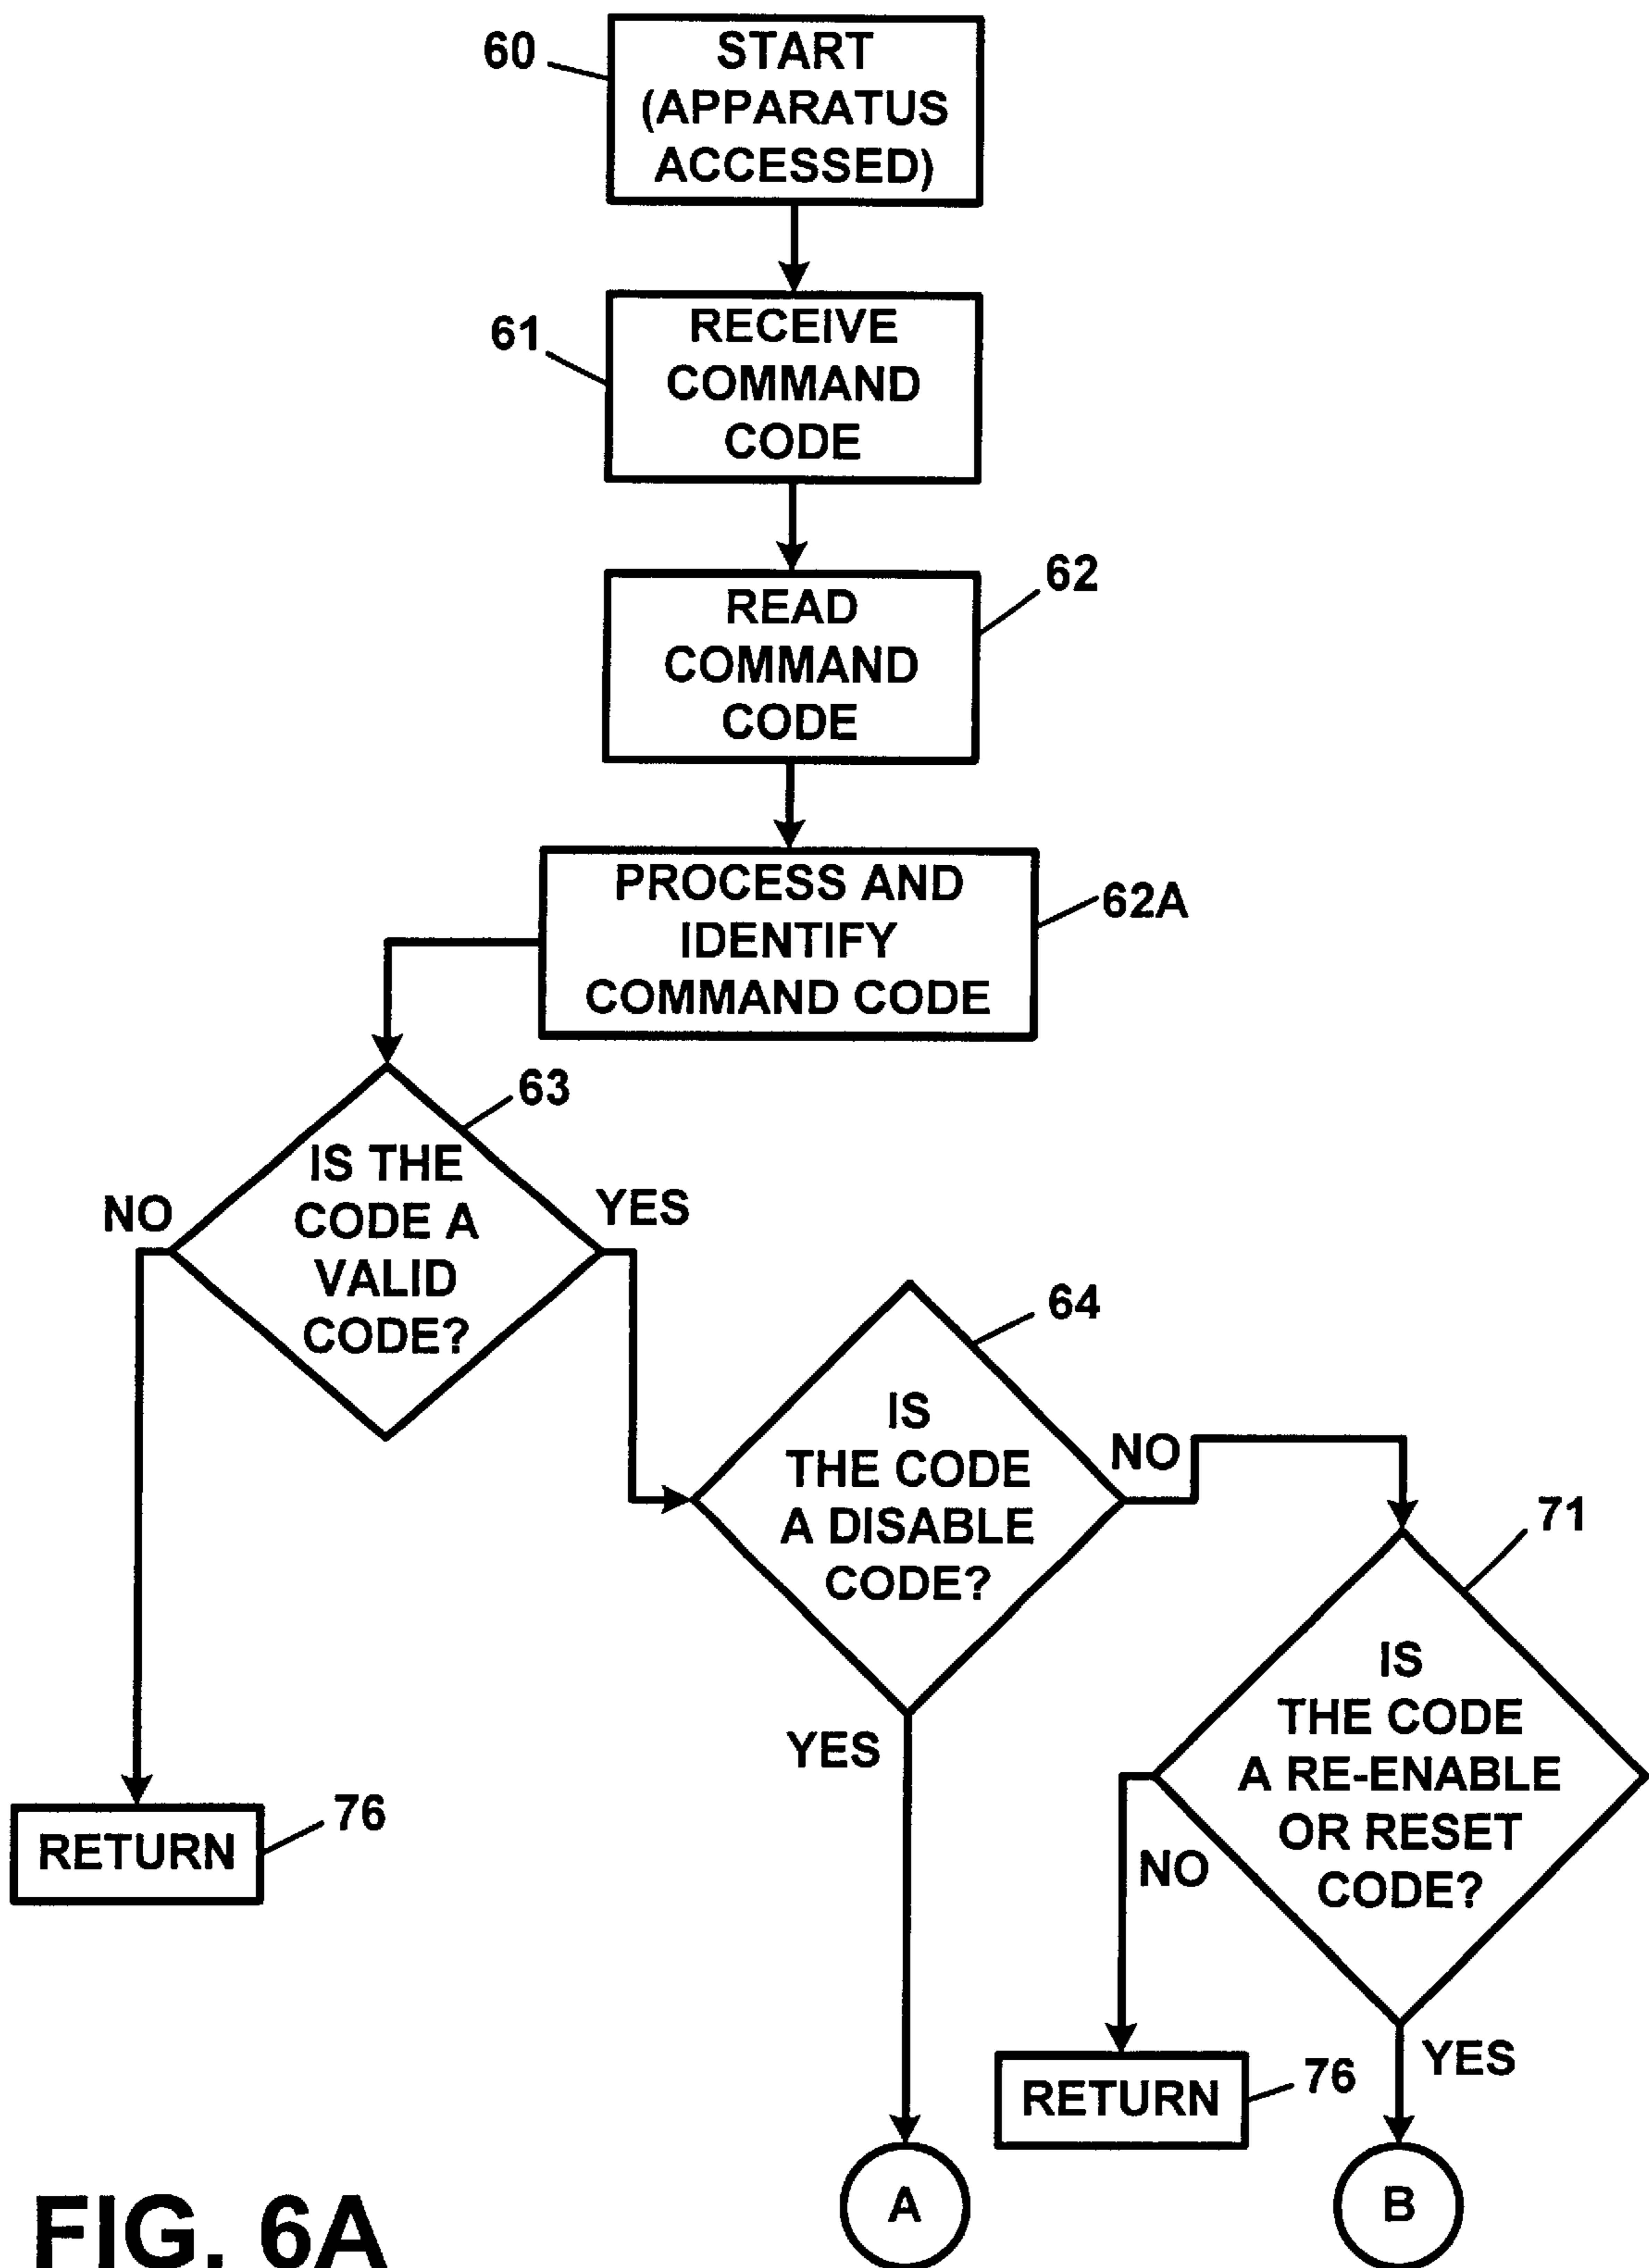 60
START
(APPARATUS
ACCESSED)
61
RECEIVE
COMMAND
CODE
62
READ
COMMAND
CODE
PROCESS AND
IDENTIFY
COMMAND CODE
62A
63
IS THE
CODE A
VALID
CODE?
NO
YES
64
IS
THE CODE
A DISABLE
CODE?
NO
YES
71
IS
THE CODE
A RE-ENABLE
OR RESET
CODE?
NO
YES
RETURN
76
RETURN
76
A
B
FIG. 6A